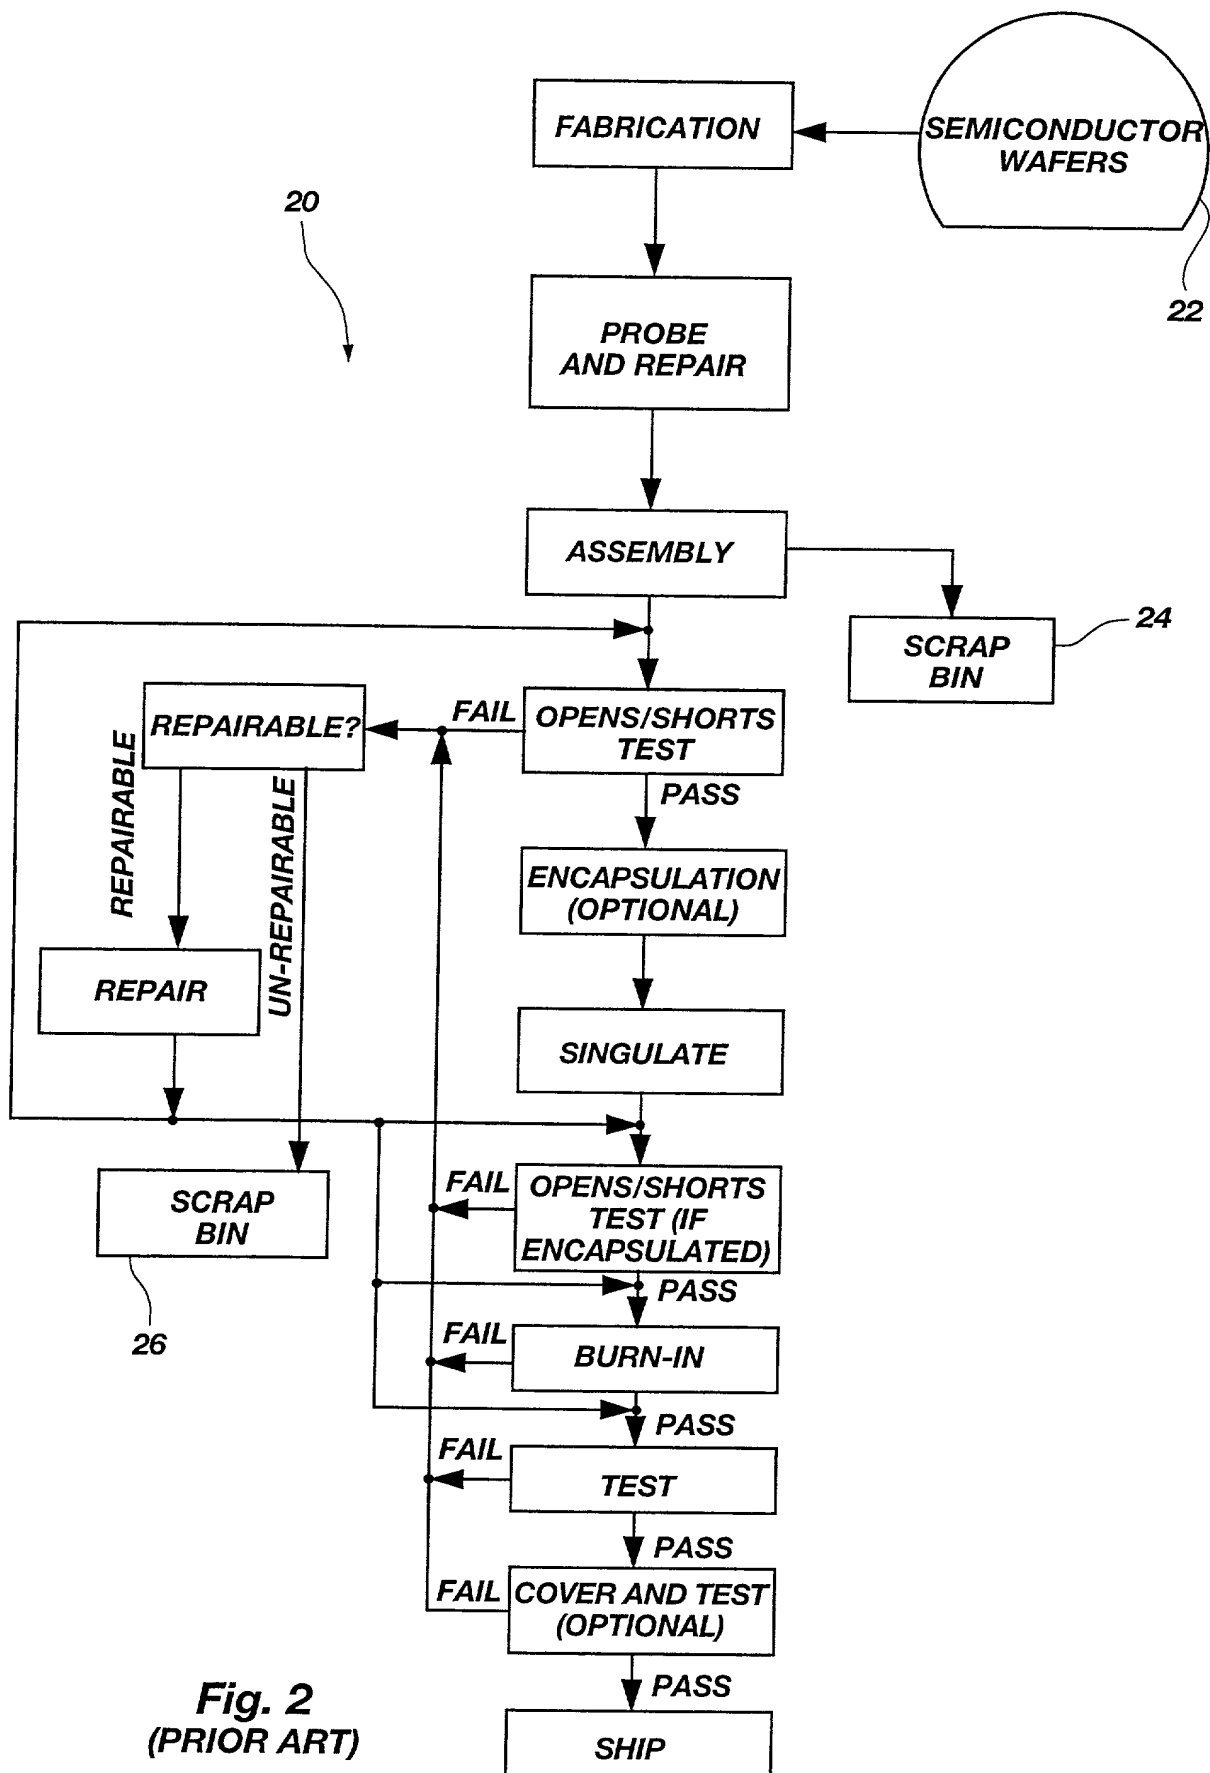 FABRICATION
SEMICONDUCTOR
WAFERS
20
22
PROBE
AND REPAIR
ASSEMBLY
24
SCRAP
BIN
REPAIRABLE?
FAIL
OPENS/SHORTS
TEST
PASS
REPAIRABLE
UN-REPAIRABLE
ENCAPSULATION
(OPTIONAL)
REPAIR
SINGULATE
SCRAP
BIN
26
FAIL
OPENS/SHORTS
TEST (IF
ENCAPSULATED)
PASS
FAIL
BURN-IN
PASS
FAIL
TEST
PASS
FAIL
COVER AND TEST
(OPTIONAL)
PASS
SHIP
Fig. 2
(PRIOR ART)